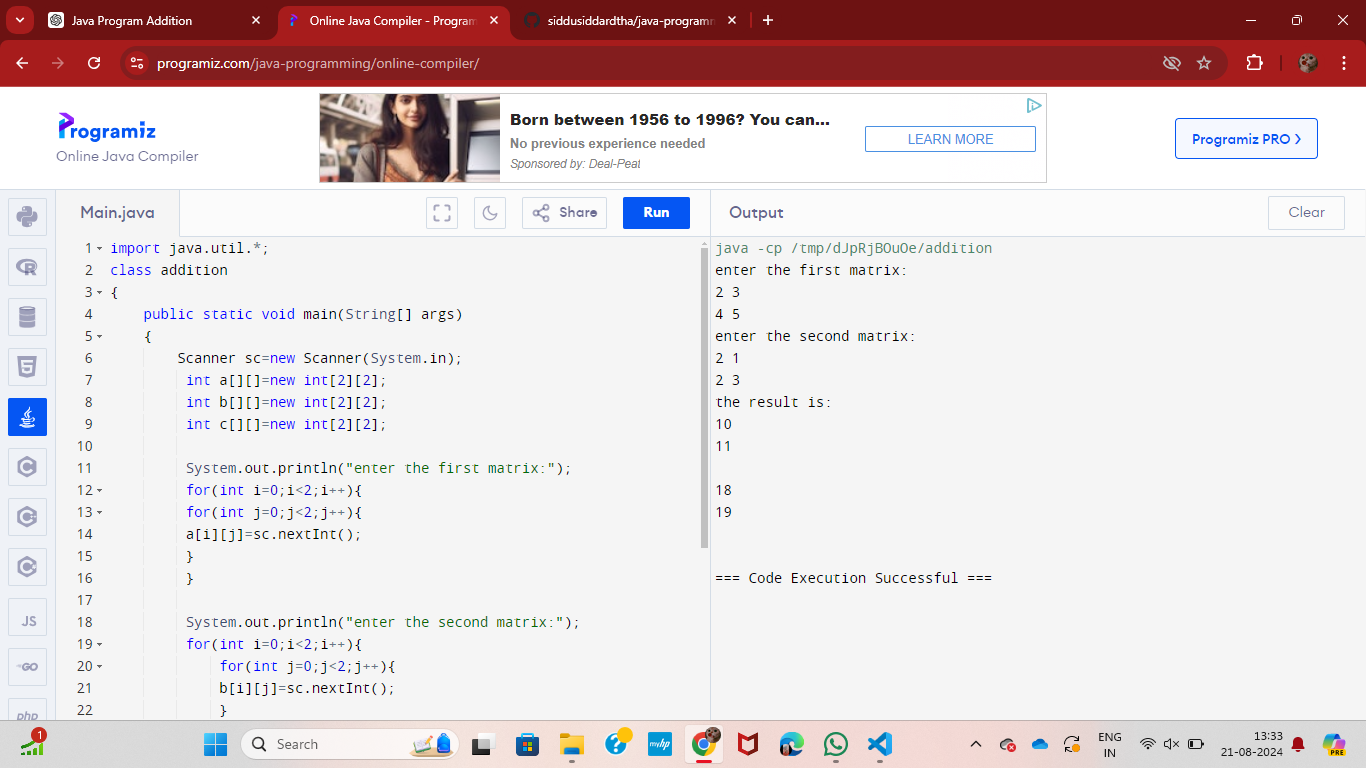 Java Program Addition
Online Java Compiler - Program
siddusiddardtha/java-programm
programiz.com/java-programming/online-compiler/
Programiz
Online Java Compiler
Born between 1956 to 1996? You can...
No previous experience needed
Sponsored by: Deal-Peat
LEARN MORE
Programiz PRO >
Main.java
Share
Run
Output
Clear
1 import java.util.*;
2 class addition
3 {
4 public static void main(String[] args)
5 {
6 Scanner sc=new Scanner(System.in);
7 int a[][]=new int[2][2];
8 int b[][]=new int[2][2];
9 int c[][]=new int[2][2];
10
11 System.out.println("enter the first matrix:");
12 for(int i=0;i<2;i++){
13 for(int j=0;j<2;j++){
14 a[i][j]=sc.nextInt();
15 }
16 }
17
18 System.out.println("enter the second matrix:");
19 for(int i=0;i<2;i++){
20 for(int j=0;j<2;j++){
21 b[i][j]=sc.nextInt();
22 }
java -cp /tmp/dJpRjBOuOe/addition
enter the first matrix:
2 3
4 5
enter the second matrix:
2 1
2 3
the result is:
10
11
18
19
=== Code Execution Successful ===
JS
GO
php
1
Search
myhp
ENG
IN
13:33
21-08-2024
PRE